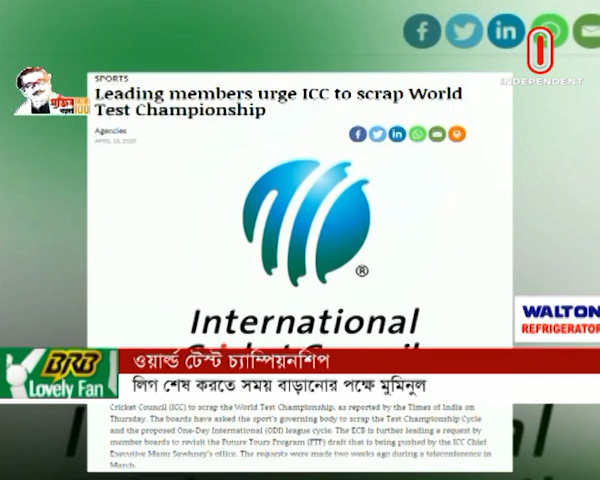 INDEPENDENT
SPORTS
Leading members urge ICC to scrap World
Test Championship
Agencies
মুজিব
100
®
International
WALTON
REFRIGERATOR
BRB
Lovely Fan
ওয়ার্ল্ড টেস্ট চ্যাম্পিয়নশিপ
লিগ শেষ করতে সময় বাড়ানোর পক্ষে মুমিনুল
Cricket Council (ICC) to scrap the World Test Championship, as reported by the Times of India on
Thursday. The boards have asked the sport's governing body to scrap the Test Championship Cycle
and the proposed One-Day International (ODI) league cycle. The ECB is further leading a request by
member boards to revisit the Future Tours Program (FTP) draft that is being pushed by the ICC Chief
Executive Manu Sawhney's office. The requests were made two weeks ago during a teleconference in
March.